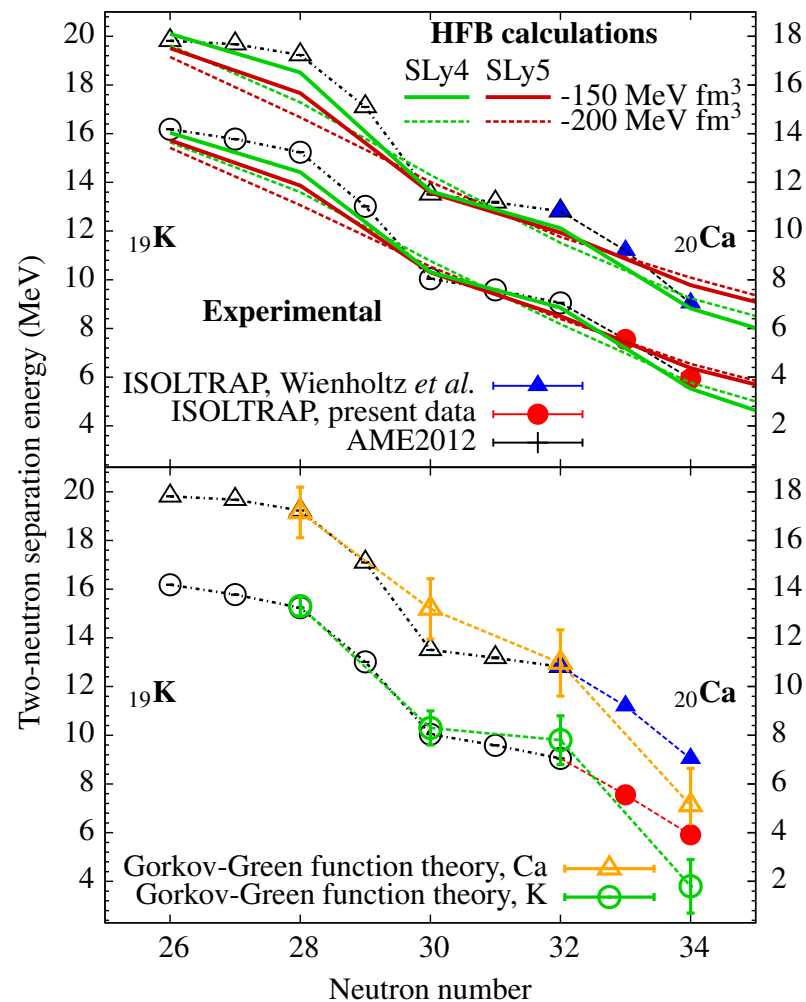 Two-neutron separation energy (MeV)
20
18
16
14
12
10
8
6
4
18
16
14
12
10
8
6
4
2
HFB calculations
SLy4 SLy5
-150 MeV fm³
-200 MeV fm³
₁₉K
₂₀Ca
Experimental
ISOLTRAP, Wienholtz et al.
ISOLTRAP, present data
AME2012
20
18
16
14
12
10
8
6
4
18
16
14
12
10
8
6
4
2
₁₉K
₂₀Ca
Gorkov-Green function theory, Ca
Gorkov-Green function theory, K
26 28 30 32 34
Neutron number